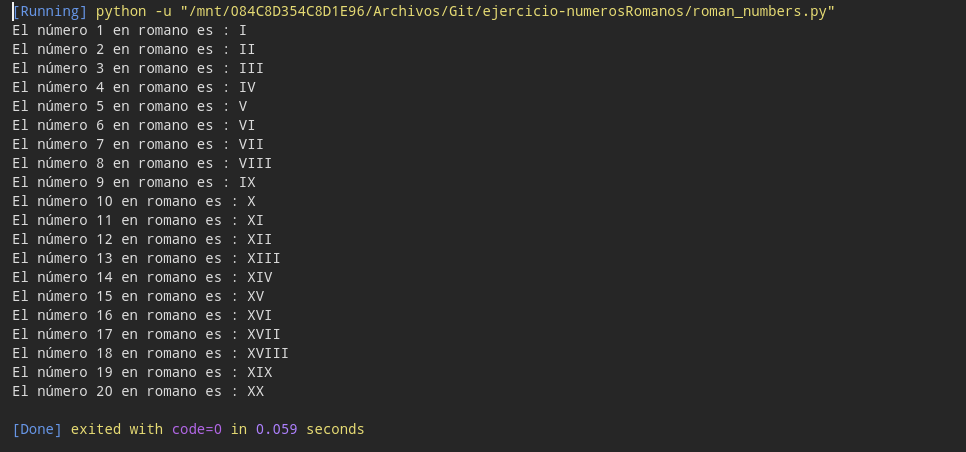 [Running] python -u "/mnt/084C8D354C8D1E96/Archivos/Git/ejercicio-numerosRomanos/roman_numbers.py"
El número 1 en romano es : I
El número 2 en romano es : II
El número 3 en romano es : III
El número 4 en romano es : IV
El número 5 en romano es : V
El número 6 en romano es : VI
El número 7 en romano es : VII
El número 8 en romano es : VIII
El número 9 en romano es : IX
El número 10 en romano es : X
El número 11 en romano es : XI
El número 12 en romano es : XII
El número 13 en romano es : XIII
El número 14 en romano es : XIV
El número 15 en romano es : XV
El número 16 en romano es : XVI
El número 17 en romano es : XVII
El número 18 en romano es : XVIII
El número 19 en romano es : XIX
El número 20 en romano es : XX
[Done] exited with code=0 in 0.059 seconds